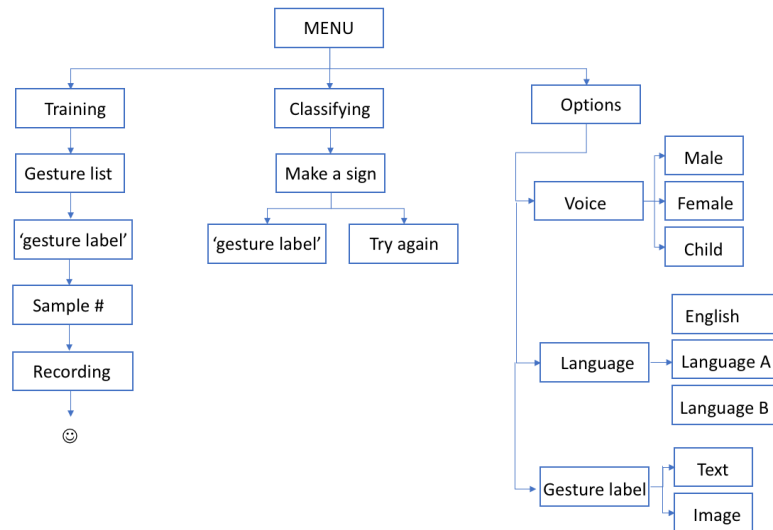 MENU
Training
Classifying
Options
Gesture list
Make a sign
Male
Voice
Female
Child
‘gesture label’
‘gesture label’
Try again
Sample #
English
Recording
Language
Language A
Language B
Gesture label
Text
Image
☺